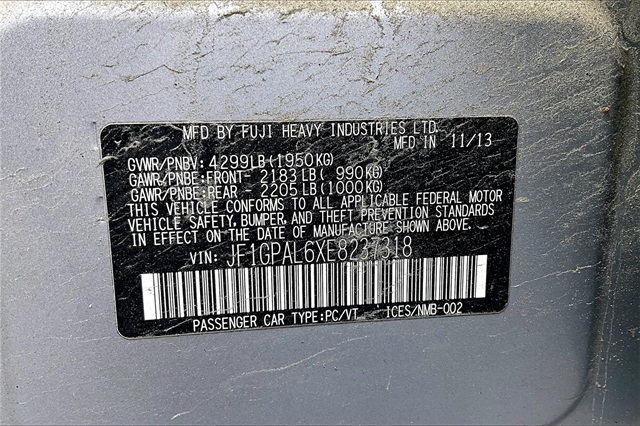 MFD BY FUJI HEAVY INDUSTRIES LTD.
MFD IN 11/13
GVWR/PNBV: 4299LB(1950KG)
GAWR/PNBE:FRONT- 2183LB( 990KG)
GAWR/PNBE:REAR - 2205LB(1000KG)
THIS VEHICLE CONFORMS TO ALL APPLICABLE FEDERAL MOTOR
VEHICLE SAFETY, BUMPER, AND THEFT PREVENTION STANDARDS
IN EFFECT ON THE DATE OF MANUFACTURE SHOWN ABOVE.
VIN: JF1GPAL6XE8237318
PASSENGER CAR TYPE:PC/VT ICES/NMB-002